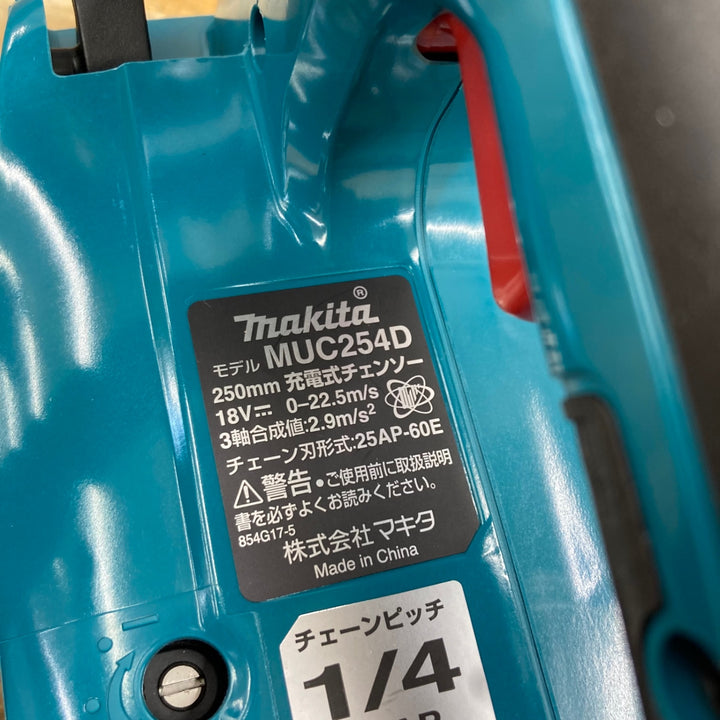 makita®
モデル MUC254D
250mm 充電式チェンソー
18V⎓ 0–22.5m/s
3軸合成値:2.9m/s²
チェーン刃形式:25AP-60E
⚠警告・ご使用前に取扱説明
書を必ずよくお読みください。
854G17-5
株式会社マキタ
Made in China
チェーンピッチ
1/4